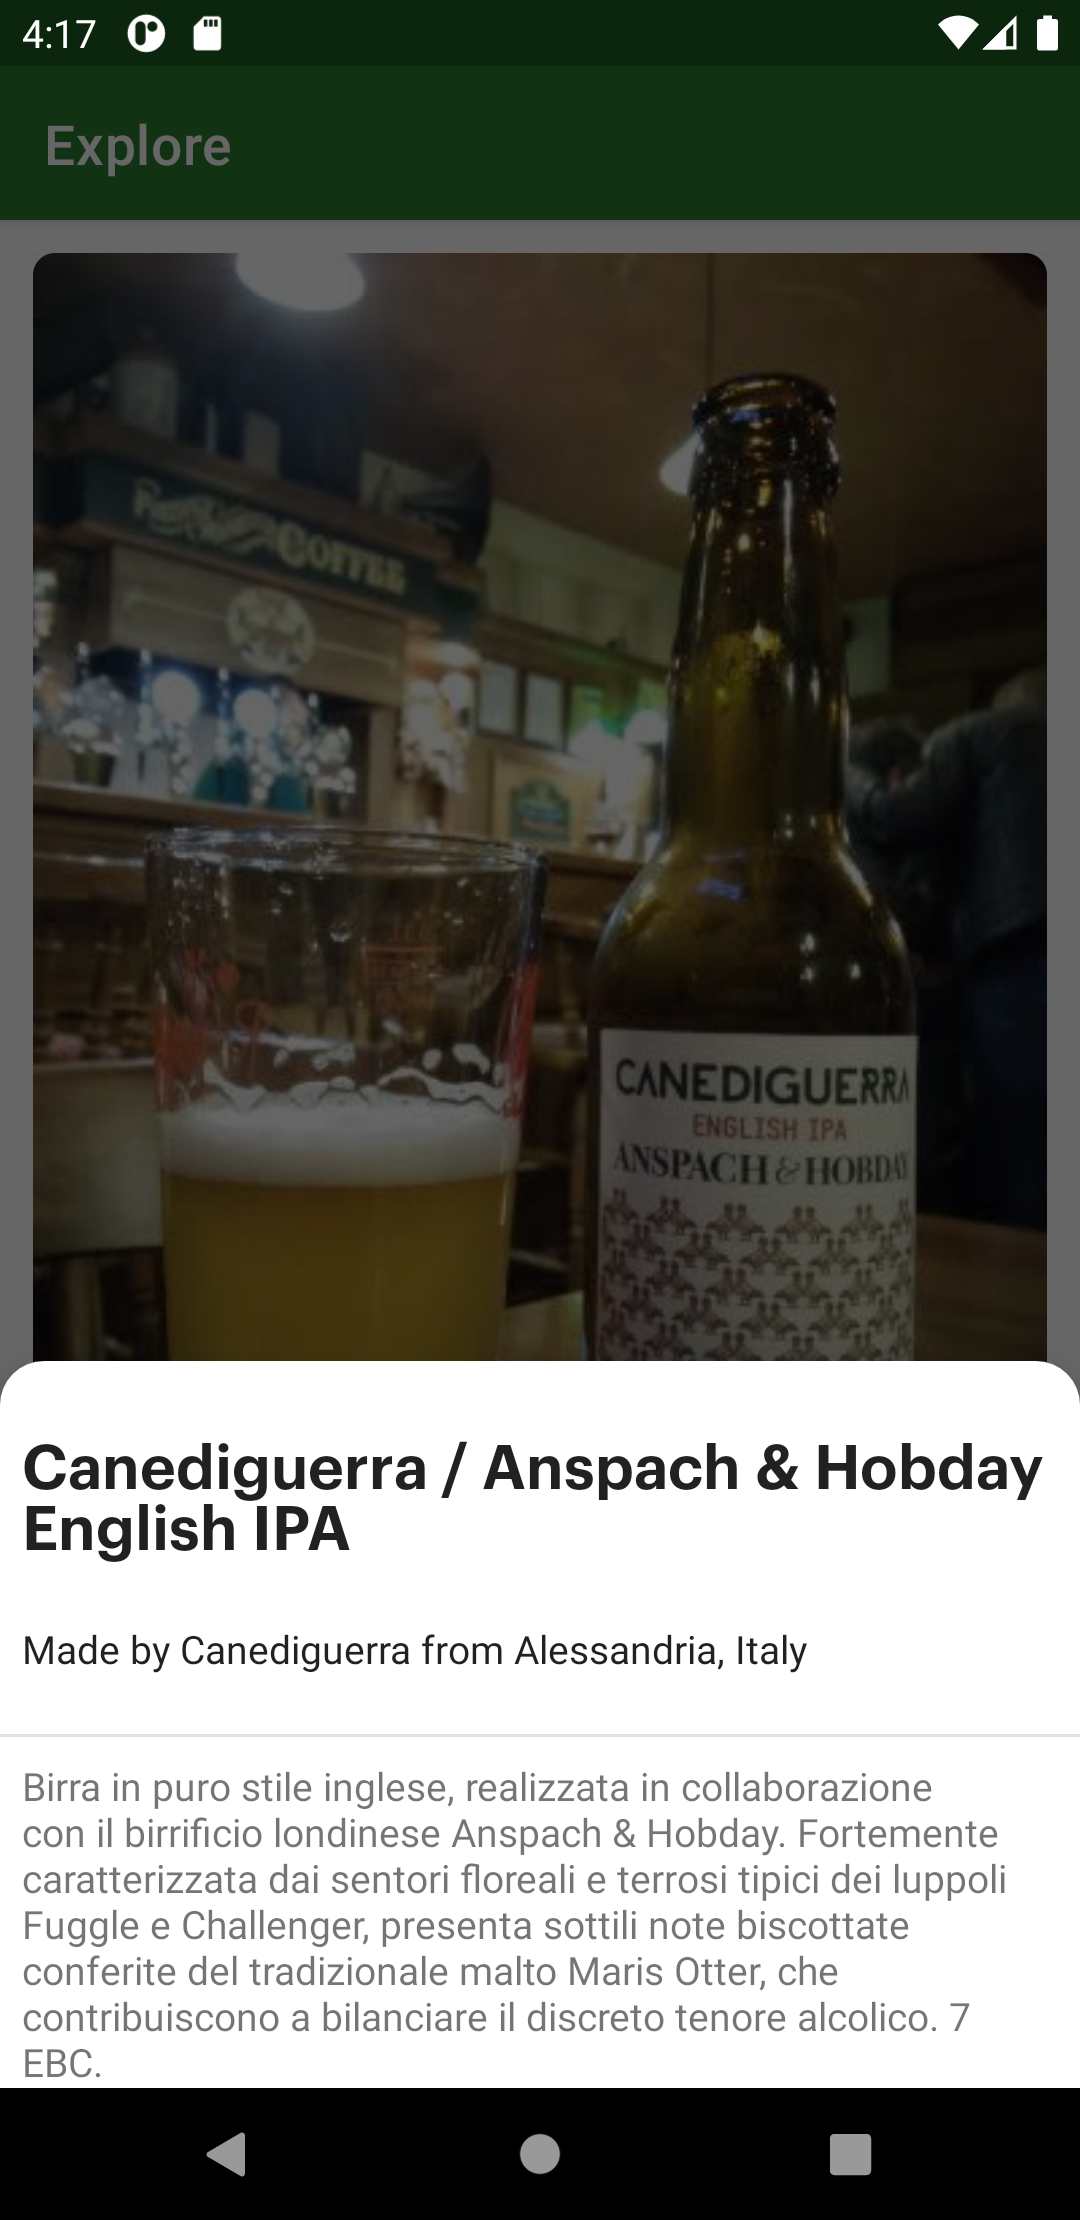 4:17
Explore
COFFEE
CANEDIGUERRA
ENGLISH IPA
ANSPACH & HOBDAY
Canediguerra / Anspach & Hobday
English IPA
Made by Canediguerra from Alessandria, Italy
Birra in puro stile inglese, realizzata in collaborazione
con il birrificio londinese Anspach & Hobday. Fortemente
caratterizzata dai sentori floreali e terrosi tipici dei luppoli
Fuggle e Challenger, presenta sottili note biscottate
conferite del tradizionale malto Maris Otter, che
contribuiscono a bilanciare il discreto tenore alcolico. 7
EBC.